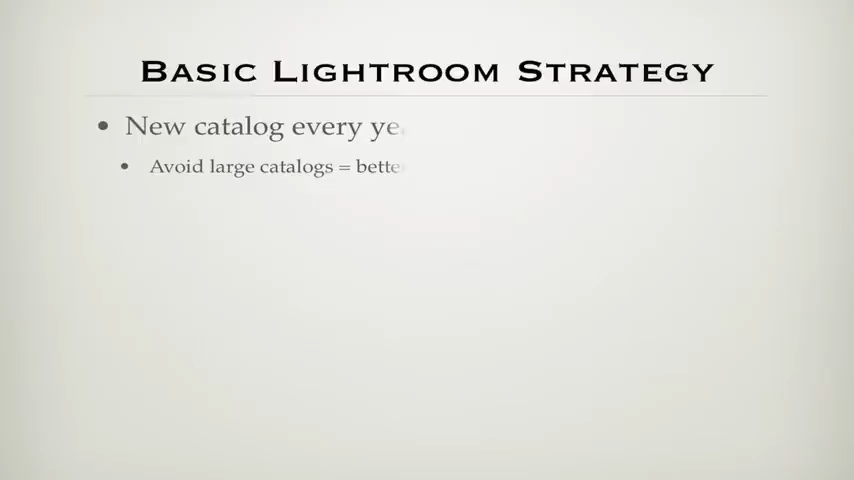 Basic Lightroom Strategy
• New catalog every
• Avoid large catalogs =